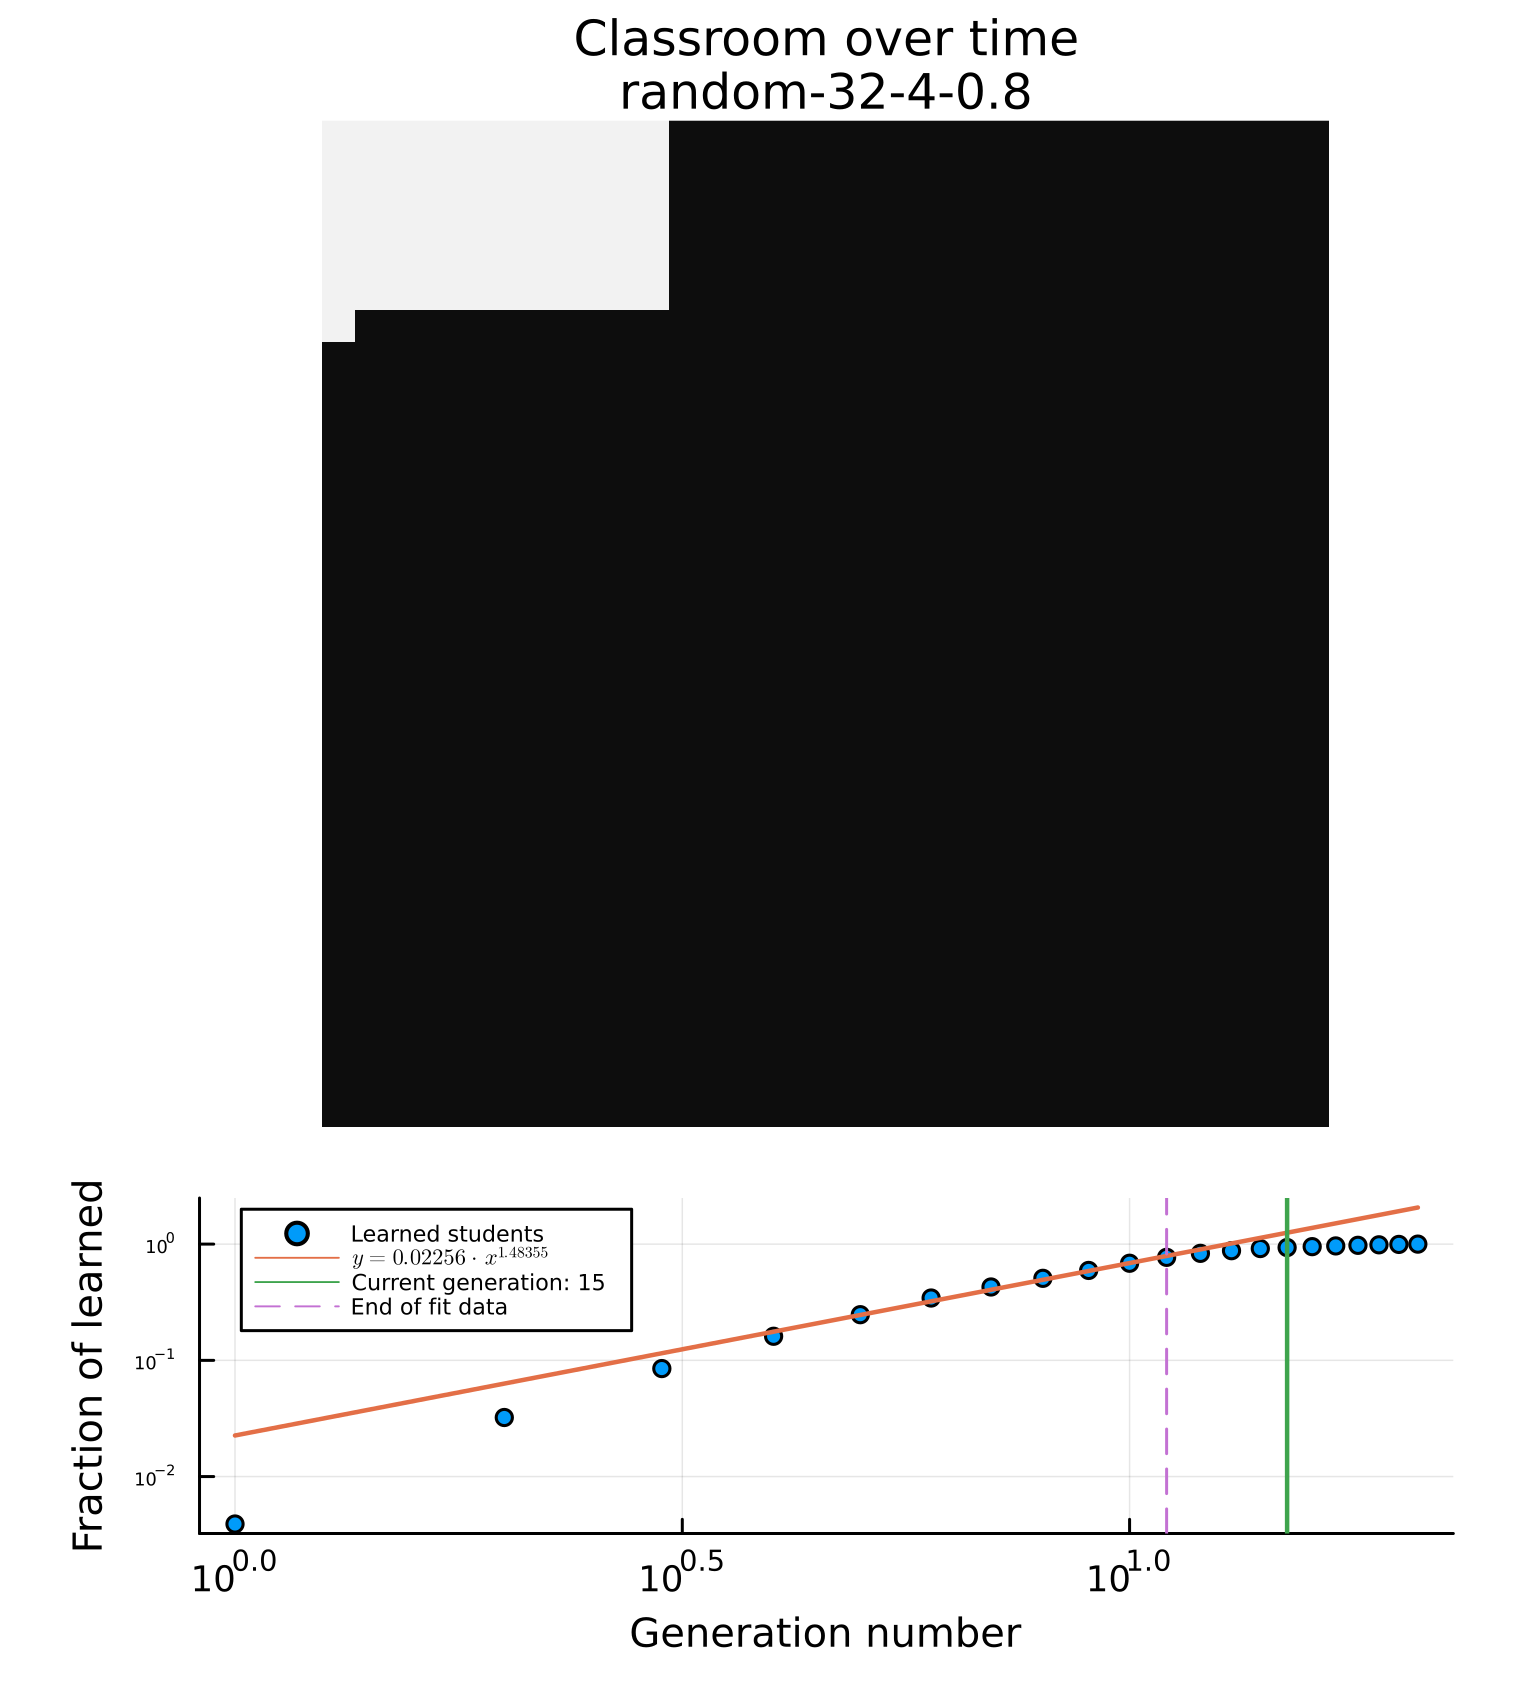 Classroom over time
random-32-4-0.8
Fraction of learned
10⁰
10⁻¹
10⁻²
Learned students
y = 0.02256 · x^1.48355
Current generation: 15
End of fit data
10^0.0
10^0.5
10^1.0
Generation number